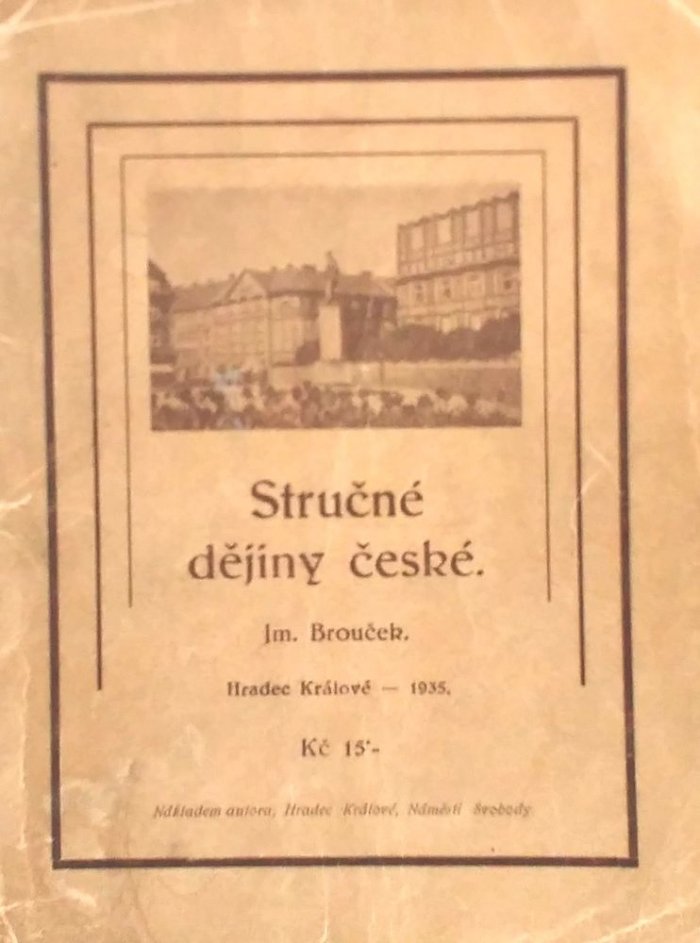 Stručné
dějiny české.
Jm. Brouček.
Hradec Králové — 1935.
Kč 15'-
Nákladem autora, Hradec Králové, Náměstí Svobody